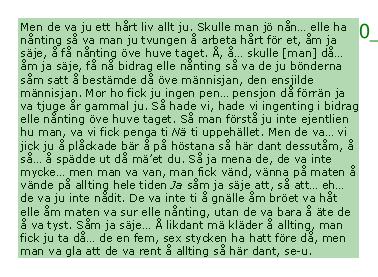 Men de va ju ett hårt liv allt ju. Skulle man jö nån... elle ha
nånting så va man ju tvungen å arbeta hårt för et, åm ja
säje, å få nånting öve huve taget. Å, å... skulle [man] då...
åm ja säje, få nå bidrag elle nånting så va de ju bönderna
såm satt å bestämde då öve männisjan, den ensjilde
männisjan. Mor ho fick ju ingen pen... pensjon då förrän ja
va tjuge år gammal ju. Så hade vi, hade vi ingenting i bidrag
elle nånting öve huve taget. Så man förstå ju inte ejentlien
hu man, va vi fick penga ti Nä ti uppehället. Men de va... vi
jick ju å plåckade bär å på höstana så här dant dessutåm, å
så... å spädde ut då mä'et du. Så ja mena de, de va inte
mycke... men man va van, man fick vänd, vänna på maten å
vände på allting hele tiden Ja såm ja säje att, så att... eh...
de va ju inte nådit. De va inte ti å gnälle åm bröet va håt
elle åm maten va sur elle nånting, utan de va bara å äte de
å va tyst. Såm ja säje... Å likdant mä kläder å allting, man
fick ju ta då... de en fem, sex stycken ha hatt före då, men
man va gla att de va rent å allting så här dant, se-u.
0_